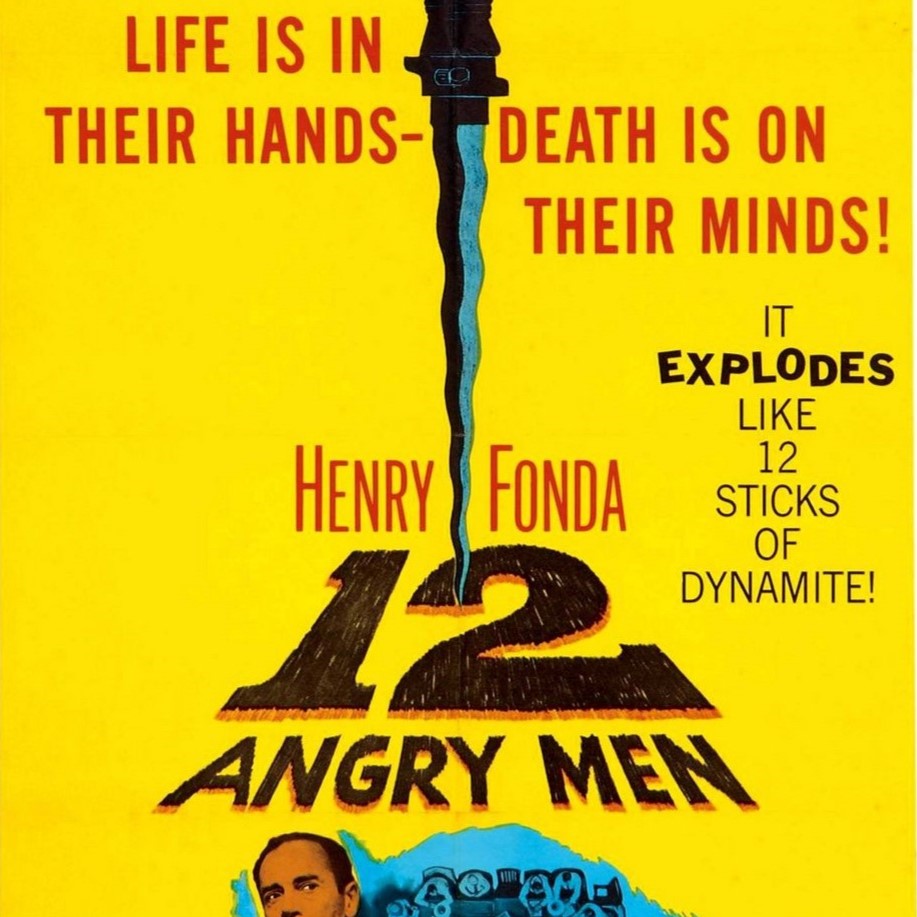 LIFE IS IN
THEIR HANDS- DEATH IS ON
THEIR MINDS!
IT
EXPLODES
LIKE
12
STICKS
OF
DYNAMITE!
HENRY FONDA
12
ANGRY MEN